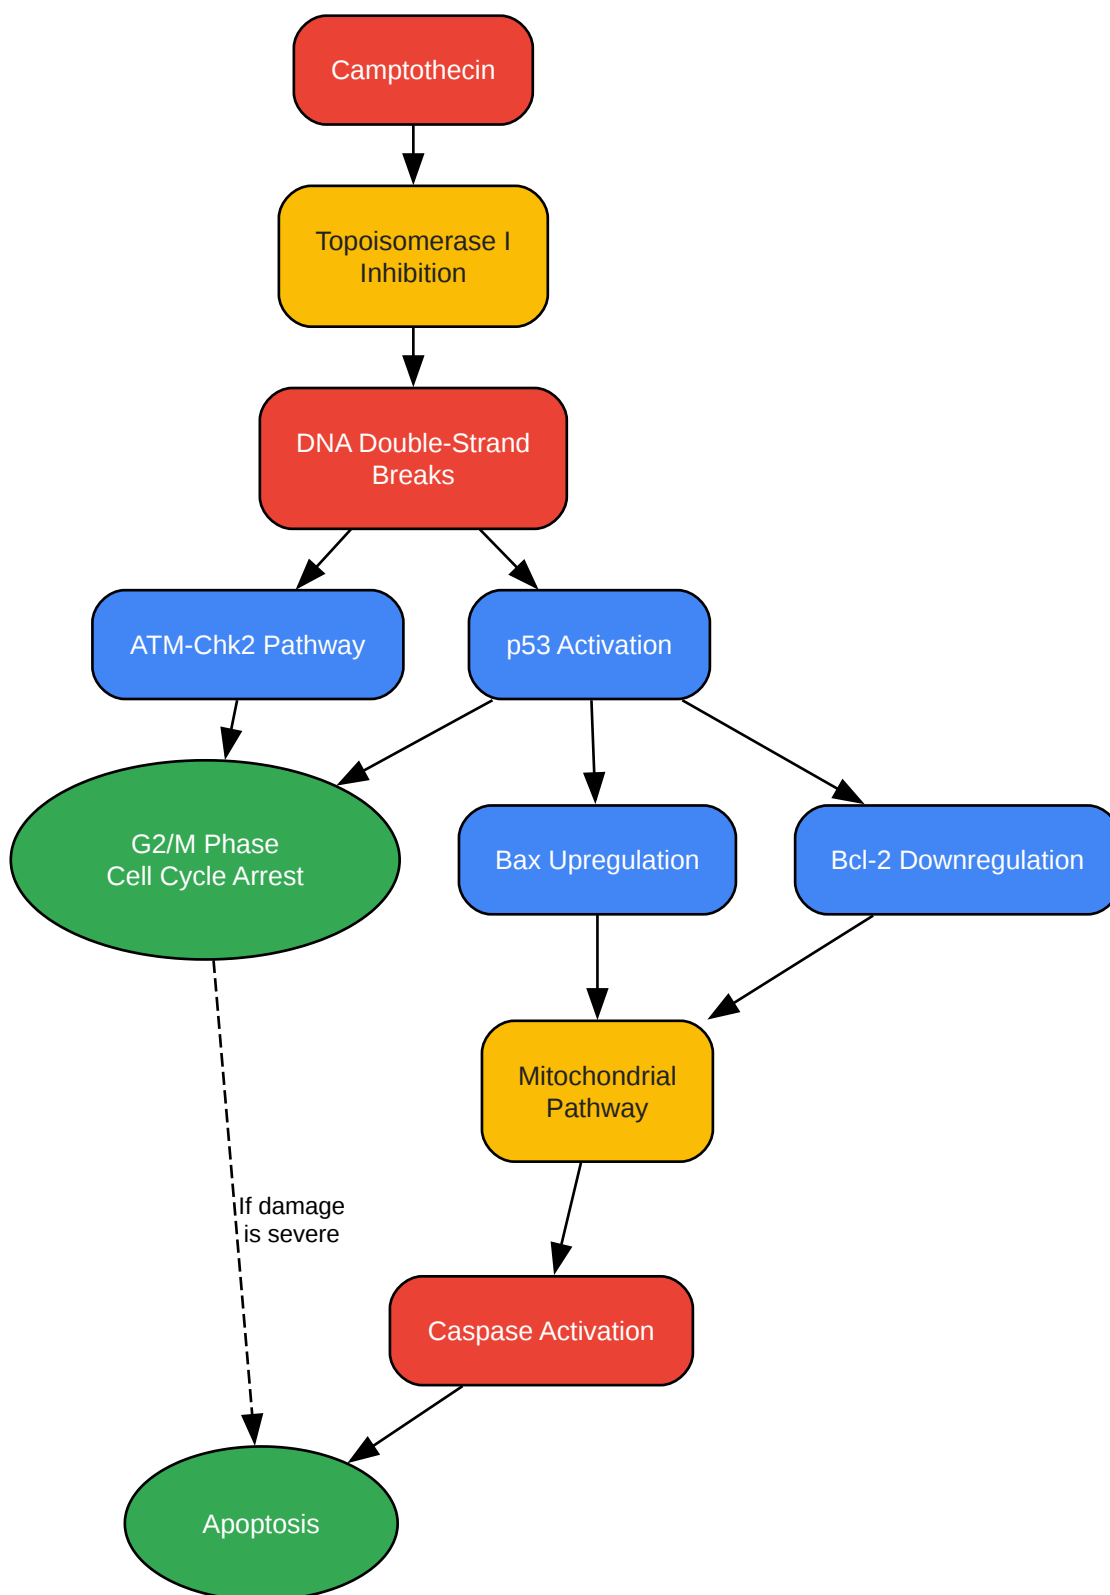 Camptothecin
Topoisomerase I
Inhibition
DNA Double-Strand
Breaks
ATM-Chk2 Pathway
p53 Activation
G2/M Phase
Cell Cycle Arrest
Bax Upregulation
Bcl-2 Downregulation
Mitochondrial
Pathway
If damage
is severe
Caspase Activation
Apoptosis